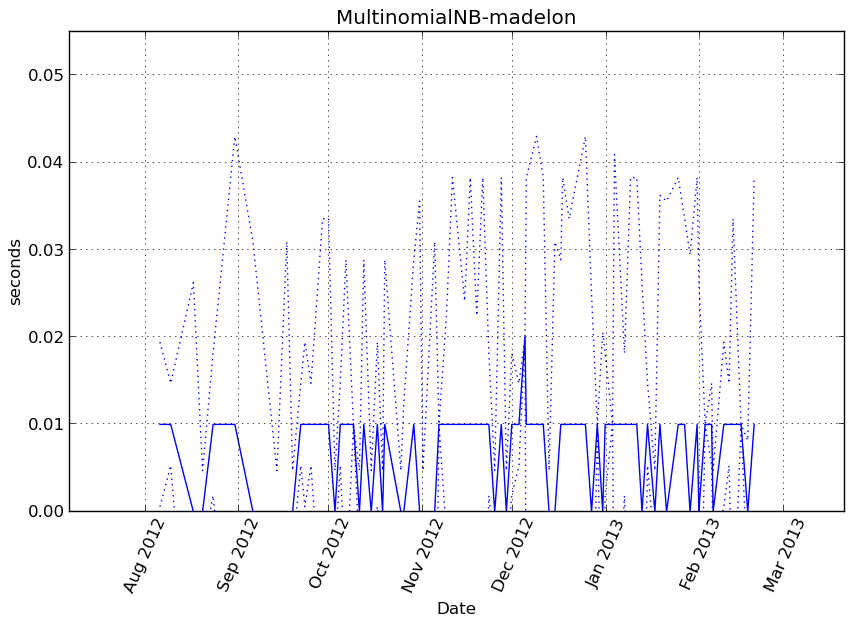 MultinomialNB-madelon
0.05
0.04
0.03
0.02
0.01
0.00
seconds
Aug 2012
Sep 2012
Oct 2012
Nov 2012
Dec 2012
Jan 2013
Feb 2013
Mar 2013
Date